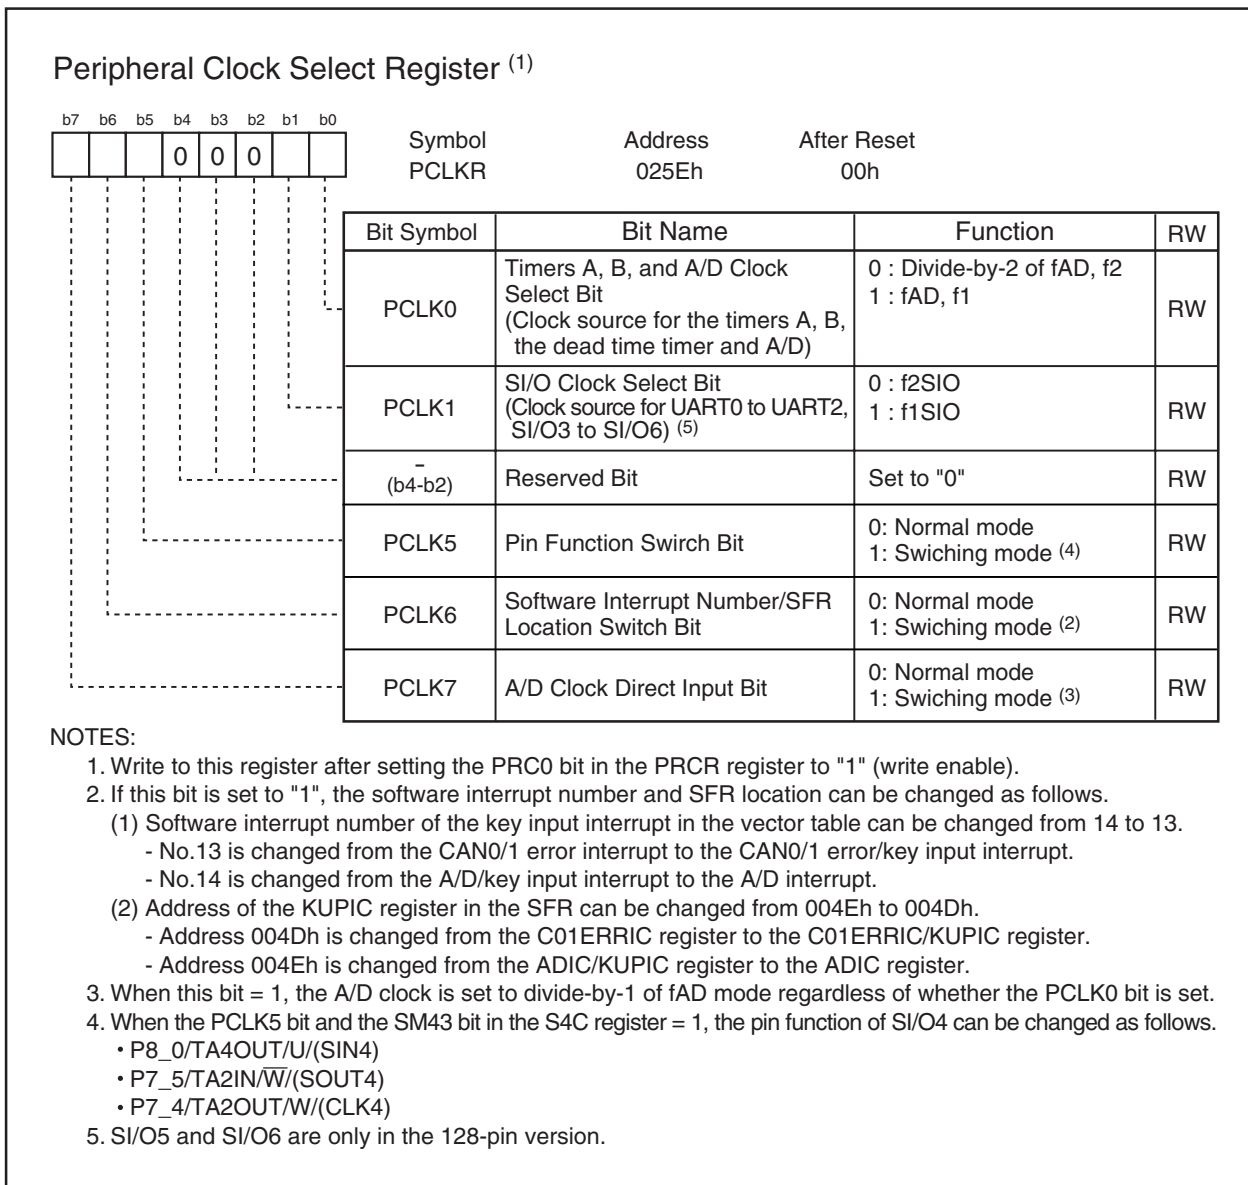 Peripheral Clock Select Register (1)
b7 b6 b5 b4 b3 b2 b1 b0
0 0 0
Symbol Address After Reset
PCLKR 025Eh 00h
Bit Symbol Bit Name Function RW
PCLK0
Timers A, B, and A/D Clock
Select Bit
(Clock source for the timers A, B,
the dead time timer and A/D)
0 : Divide-by-2 of fAD, f2
1 : fAD, f1
RW
PCLK1
SI/O Clock Select Bit
(Clock source for UART0 to UART2,
SI/O3 to SI/O6) (5)
0 : f2SIO
1 : f1SIO
RW
–
(b4-b2)
Reserved Bit
Set to "0"
RW
PCLK5
Pin Function Swirch Bit
0: Normal mode
1: Swiching mode (4)
RW
PCLK6
Software Interrupt Number/SFR
Location Switch Bit
0: Normal mode
1: Swiching mode (2)
RW
PCLK7
A/D Clock Direct Input Bit
0: Normal mode
1: Swiching mode (3)
RW
NOTES:
1. Write to this register after setting the PRC0 bit in the PRCR register to "1" (write enable).
2. If this bit is set to "1", the software interrupt number and SFR location can be changed as follows.
(1) Software interrupt number of the key input interrupt in the vector table can be changed from 14 to 13.
- No.13 is changed from the CAN0/1 error interrupt to the CAN0/1 error/key input interrupt.
- No.14 is changed from the A/D/key input interrupt to the A/D interrupt.
(2) Address of the KUPIC register in the SFR can be changed from 004Eh to 004Dh.
- Address 004Dh is changed from the C01ERRIC register to the C01ERRIC/KUPIC register.
- Address 004Eh is changed from the ADIC/KUPIC register to the ADIC register.
3. When this bit = 1, the A/D clock is set to divide-by-1 of fAD mode regardless of whether the PCLK0 bit is set.
4. When the PCLK5 bit and the SM43 bit in the S4C register = 1, the pin function of SI/O4 can be changed as follows.
• P8_0/TA4OUT/U/(SIN4)
• P7_5/TA2IN/W̅/(SOUT4)
• P7_4/TA2OUT/W/(CLK4)
5. SI/O5 and SI/O6 are only in the 128-pin version.